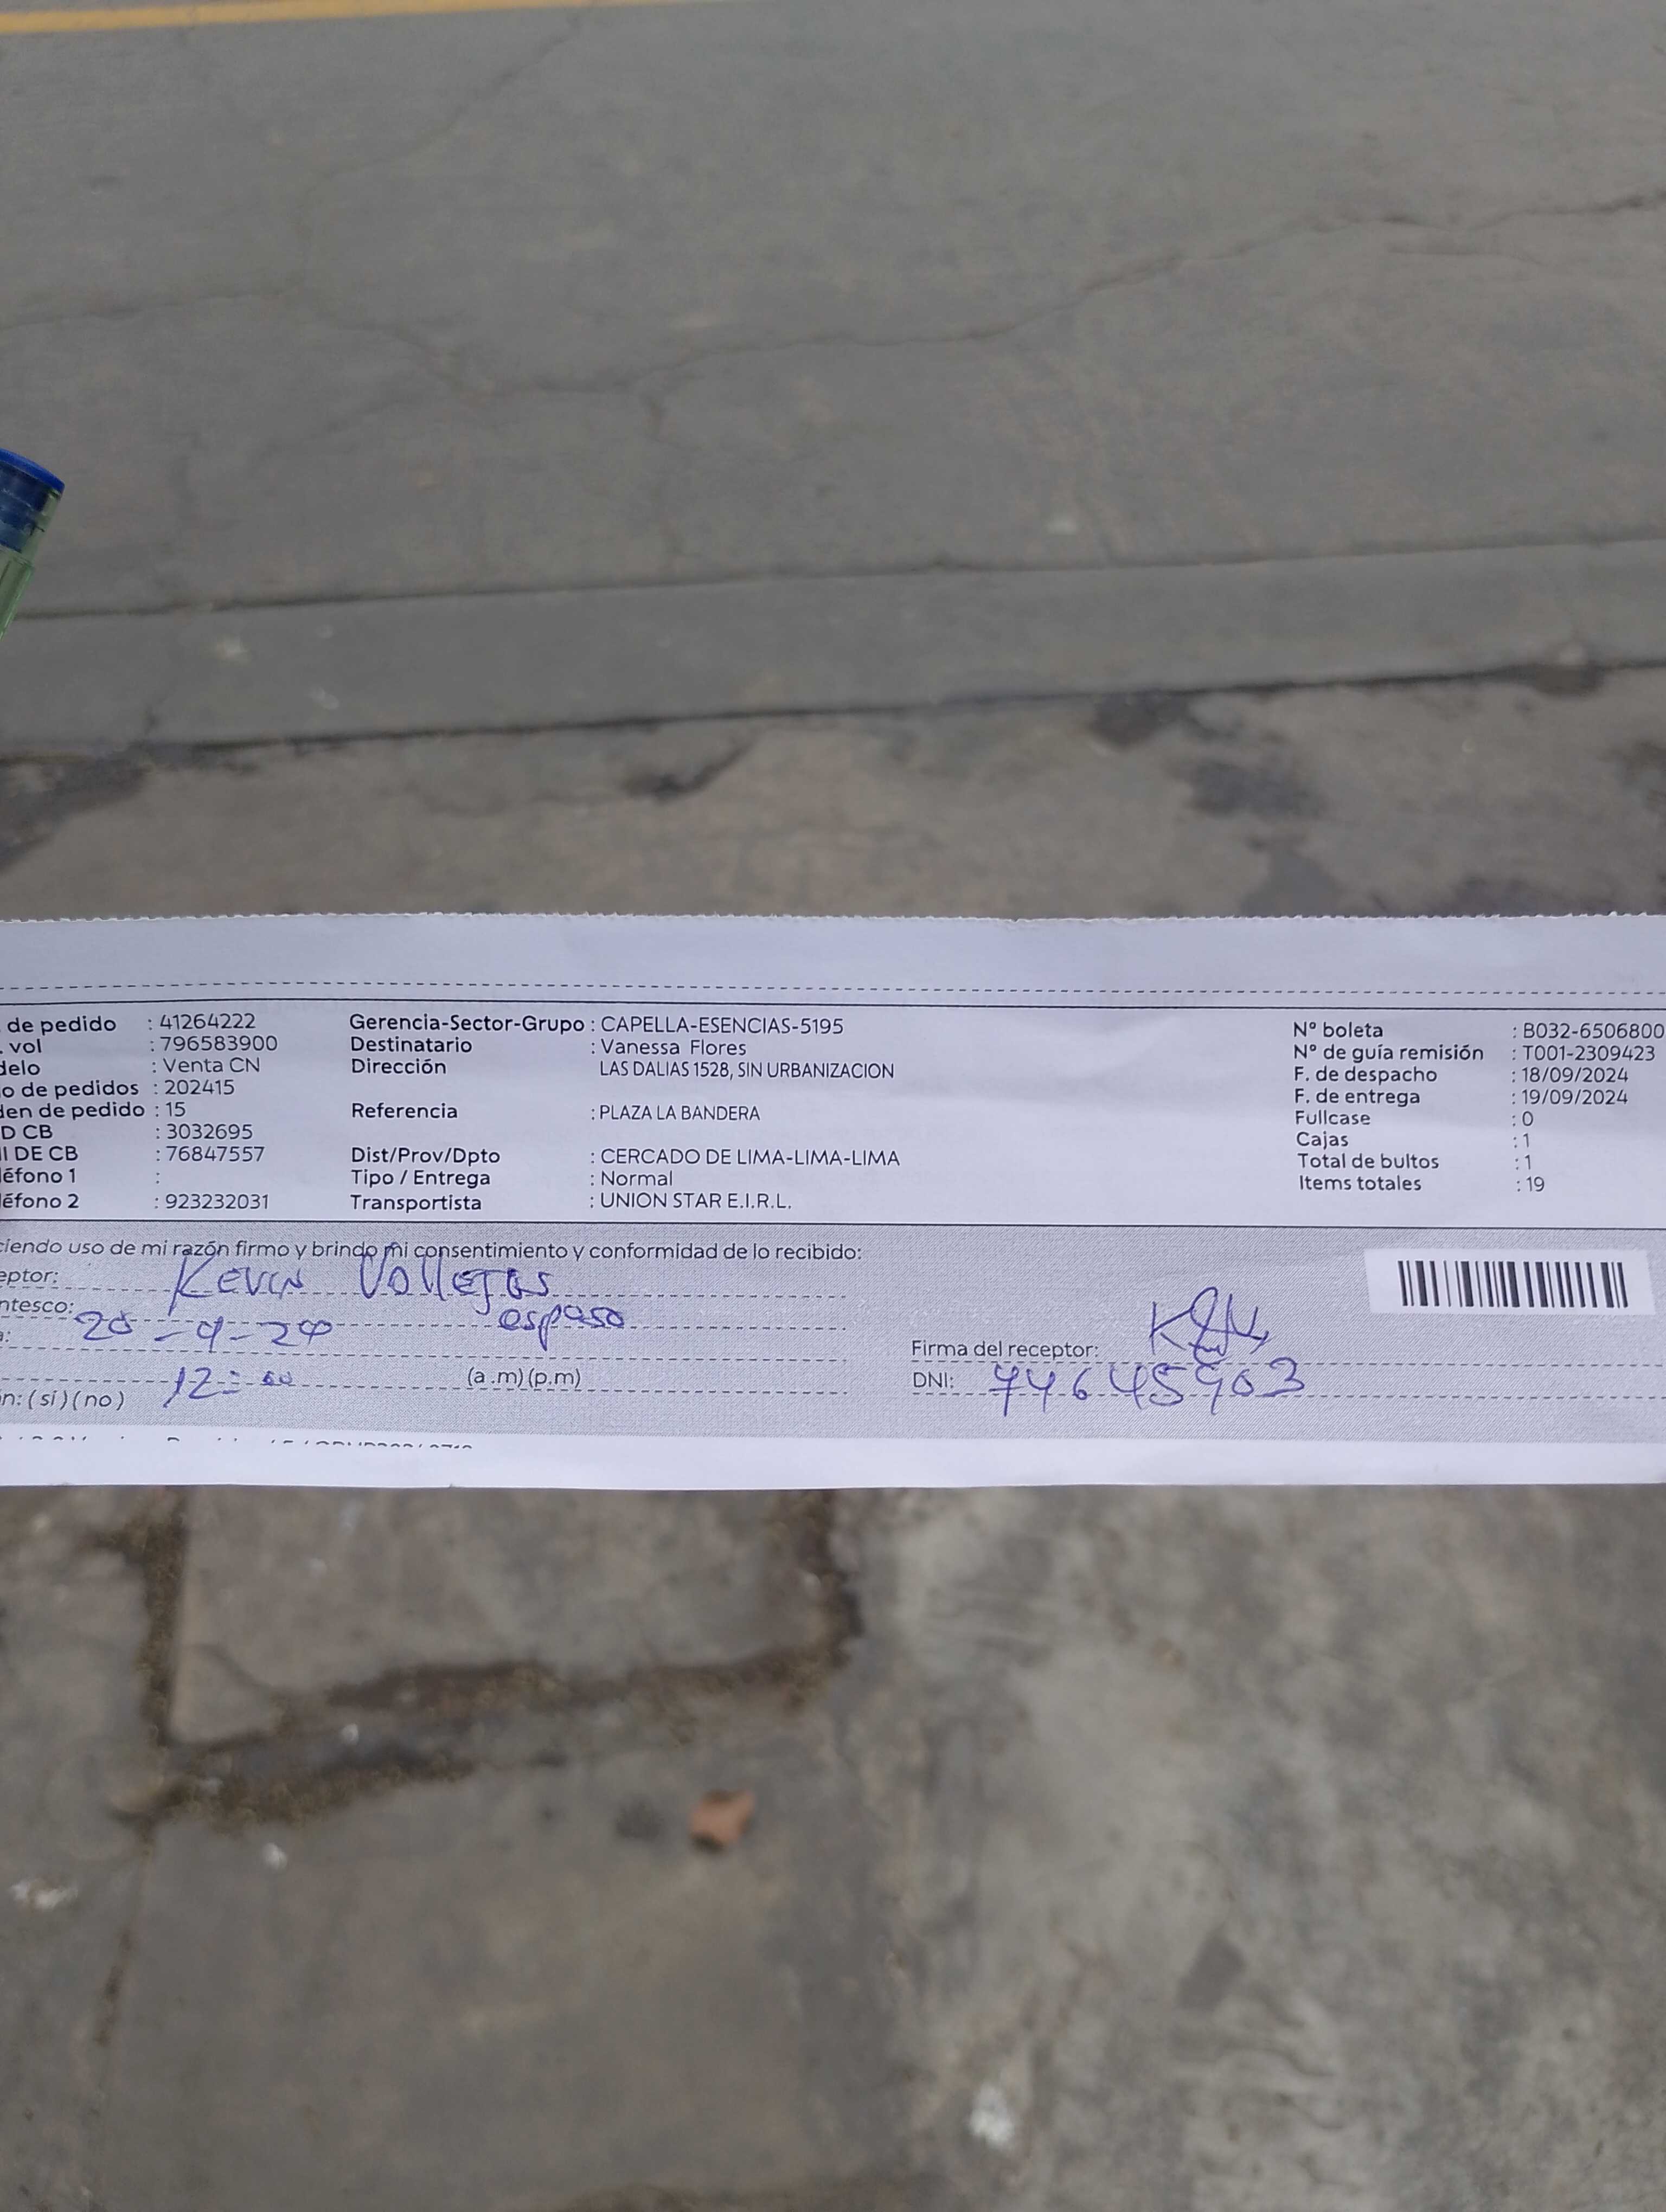 de pedido : 41264222 Gerencia-Sector-Grupo : CAPELLA-ESENCIAS-5195 Nº boleta : B032-6506800
. vol : 796583900 Destinatario : Vanessa Flores Nº de guía remisión : T001-2309423
delo : Venta CN Dirección LAS DALIAS 1528, SIN URBANIZACION F. de despacho : 18/09/2024
o de pedidos : 202415 F. de entrega : 19/09/2024
den de pedido : 15 Referencia : PLAZA LA BANDERA Fullcase : 0
D CB : 3032695 Cajas : 1
I DE CB : 76847557 Dist/Prov/Dpto : CERCADO DE LIMA-LIMA-LIMA Total de bultos : 1
éfono 1 : Tipo / Entrega : Normal Items totales : 19
éfono 2 : 923232031 Transportista : UNION STAR E.I.R.L.
ciendo uso de mi razón firmo y brindo mi consentimiento y conformidad de lo recibido:
eptor: Kevin Vallejos
ntesco: esposo
a: 20-9-24
Firma del receptor:
12:00 (a.m)(p.m) DNI:
n: (sí) (no)